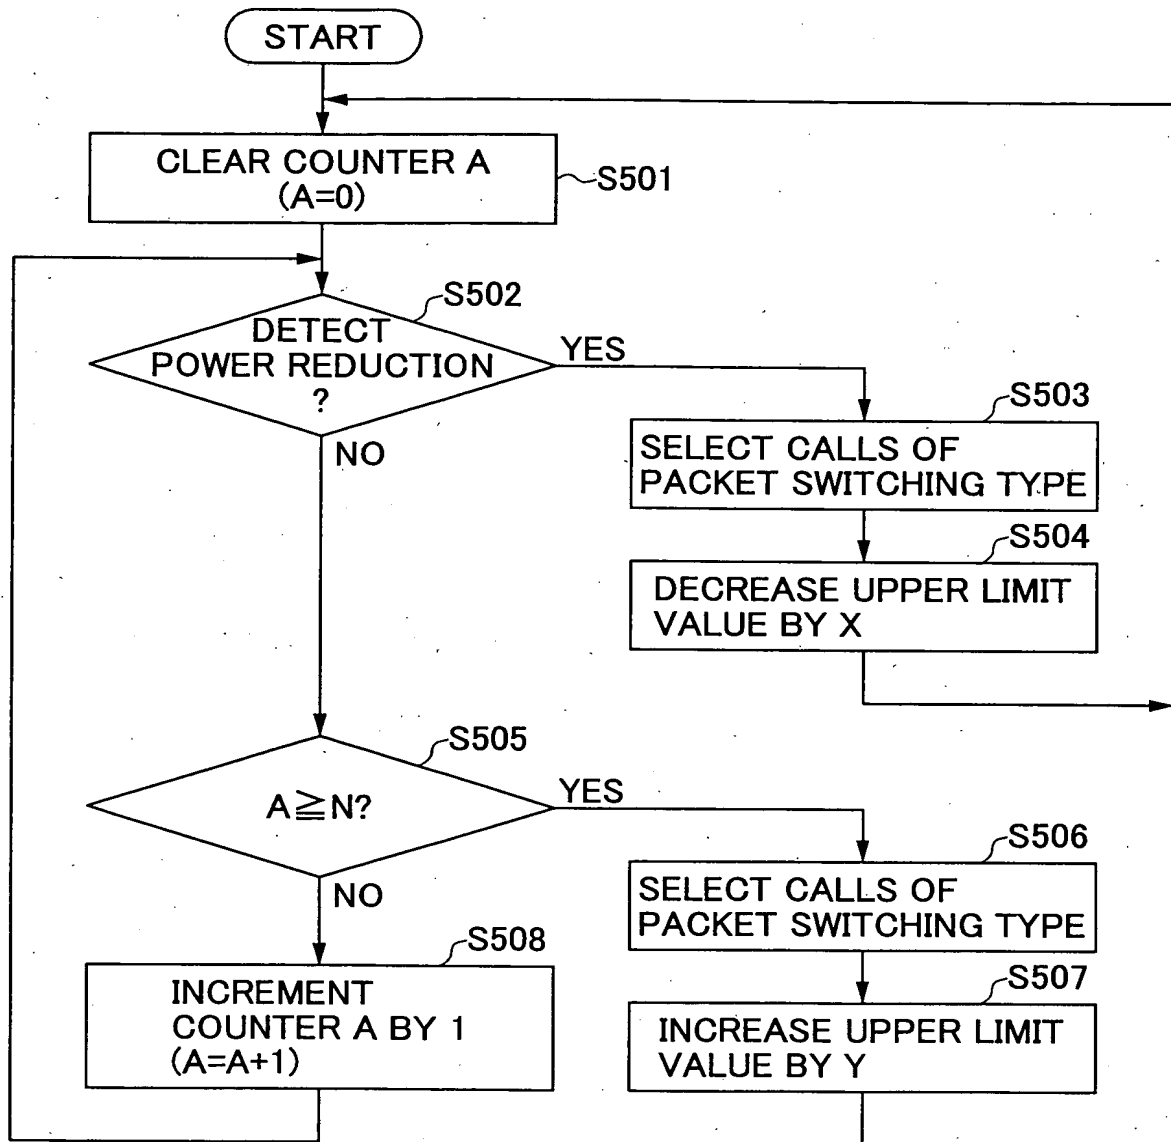 START
CLEAR COUNTER A
(A=0)
S501
S502
DETECT
POWER REDUCTION
?
YES
NO
S503
SELECT CALLS OF
PACKET SWITCHING TYPE
S504
DECREASE UPPER LIMIT
VALUE BY X
S505
A≧N?
YES
NO
S506
SELECT CALLS OF
PACKET SWITCHING TYPE
S508
INCREMENT
COUNTER A BY 1
(A=A+1)
S507
INCREASE UPPER LIMIT
VALUE BY Y